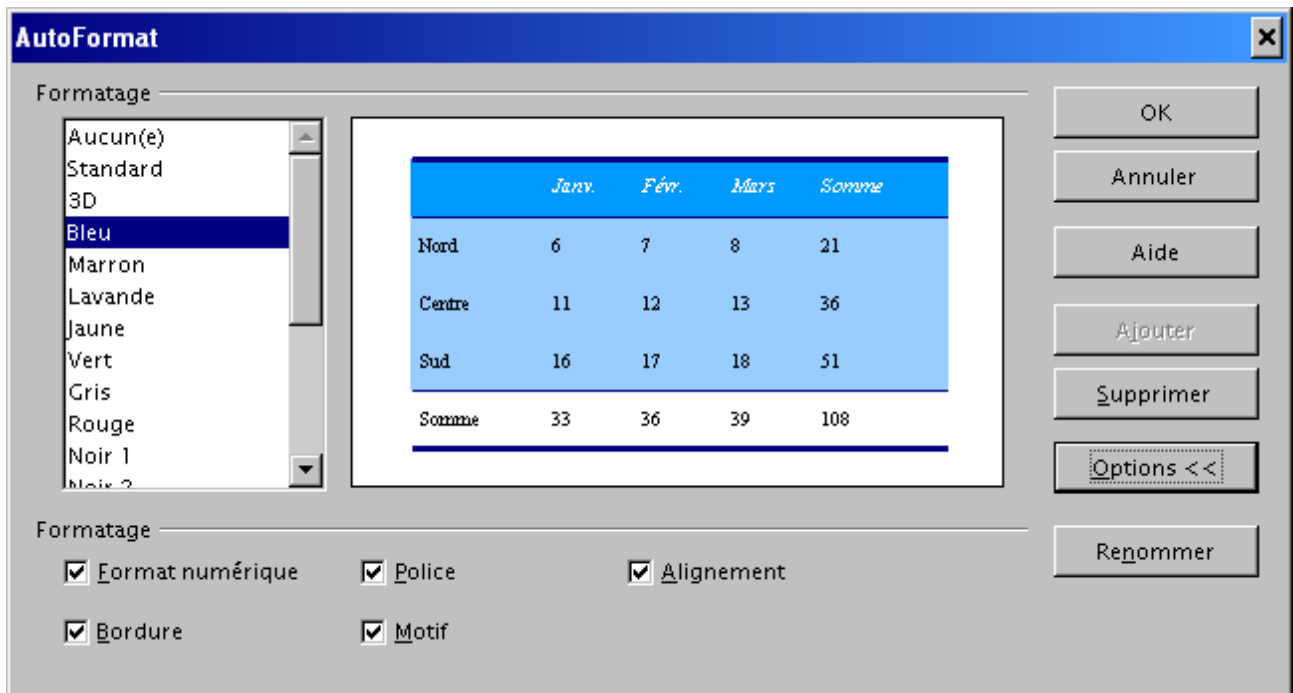 AutoFormat
Formatage
Aucun(e)
Standard
3D
Bleu
Marron
Lavande
Jaune
Vert
Gris
Rouge
Noir 1
Noir 2
Janv. Févr. Mars Somme
Nord 6 7 8 21
Centre 11 12 13 36
Sud 16 17 18 51
Somme 33 36 39 108
OK
Annuler
Aide
Ajouter
Supprimer
Options <<
Renommer
Formatage
Format numérique Police Alignement
Bordure Motif